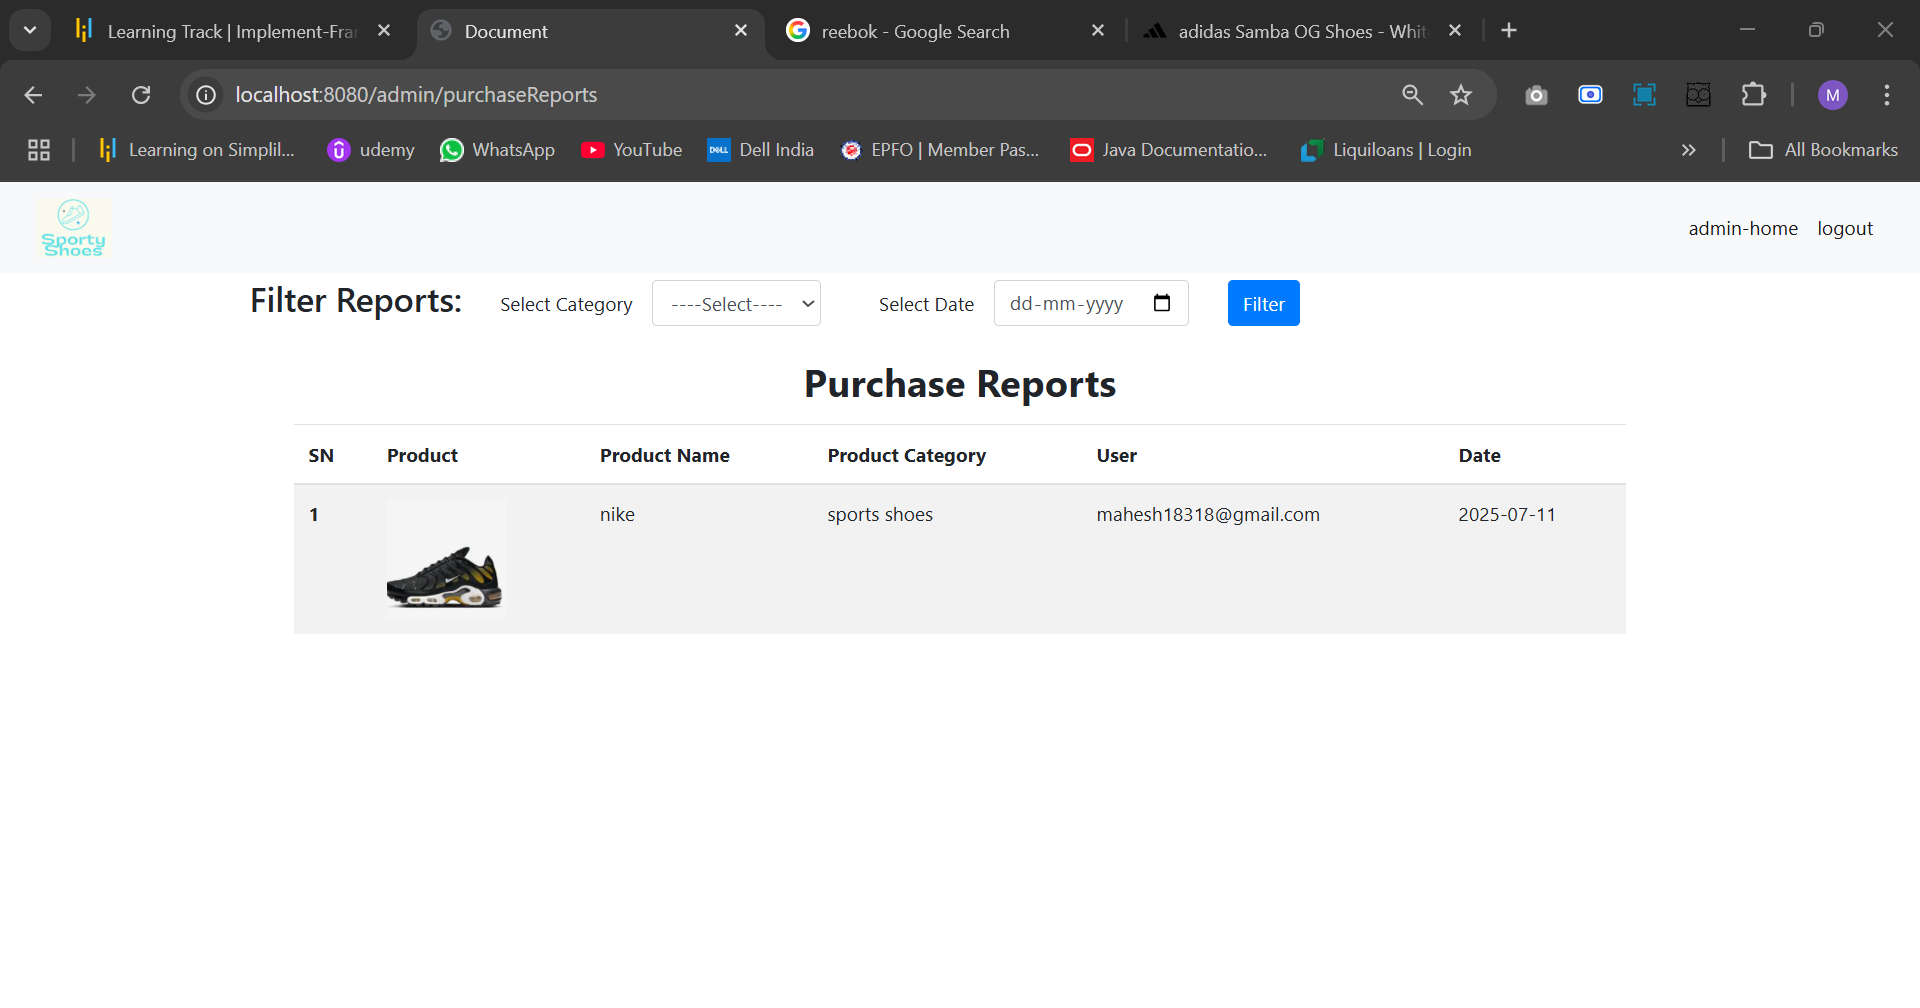 Learning Track | Implement-Fra
Document
reebok - Google Search
adidas Samba OG Shoes - Whit
localhost:8080/admin/purchaseReports
M
Learning on Simplil...
udemy
WhatsApp
YouTube
DELL
Dell India
EPFO | Member Pas...
Java Documentatio...
Liquiloans | Login
All Bookmarks
Sporty
Shoes
admin-home logout
Filter Reports: Select Category ----Select---- Select Date dd-mm-yyyy Filter
Purchase Reports
SN Product Product Name Product Category User Date
1 nike sports shoes mahesh18318@gmail.com 2025-07-11